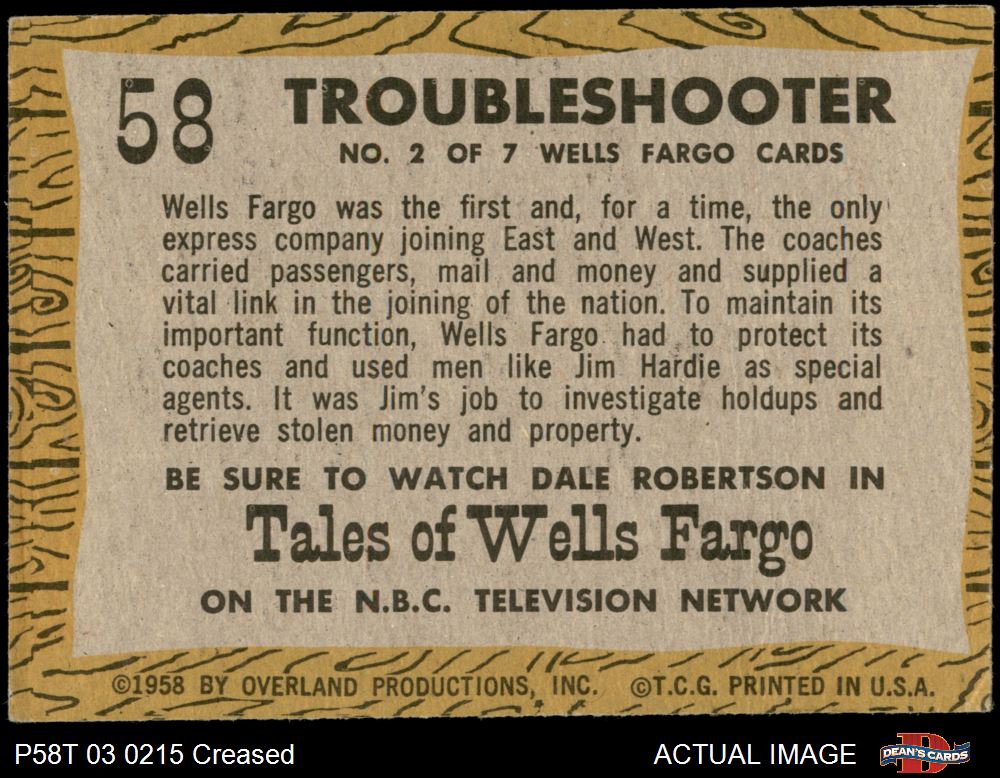 58 TROUBLESHOOTER
NO. 2 OF 7 WELLS FARGO CARDS
Wells Fargo was the first and, for a time, the only
express company joining East and West. The coaches
carried passengers, mail and money and supplied a
vital link in the joining of the nation. To maintain its
important function, Wells Fargo had to protect its
coaches and used men like Jim Hardie as special
agents. It was Jim's job to investigate holdups and
retrieve stolen money and property.
BE SURE TO WATCH DALE ROBERTSON IN
Tales of Wells Fargo
ON THE N.B.C. TELEVISION NETWORK
©1958 BY OVERLAND PRODUCTIONS, INC. ©T.C.G. PRINTED IN U.S.A.
P58T 03 0215 Creased ACTUAL IMAGE DEAN'S CARDS